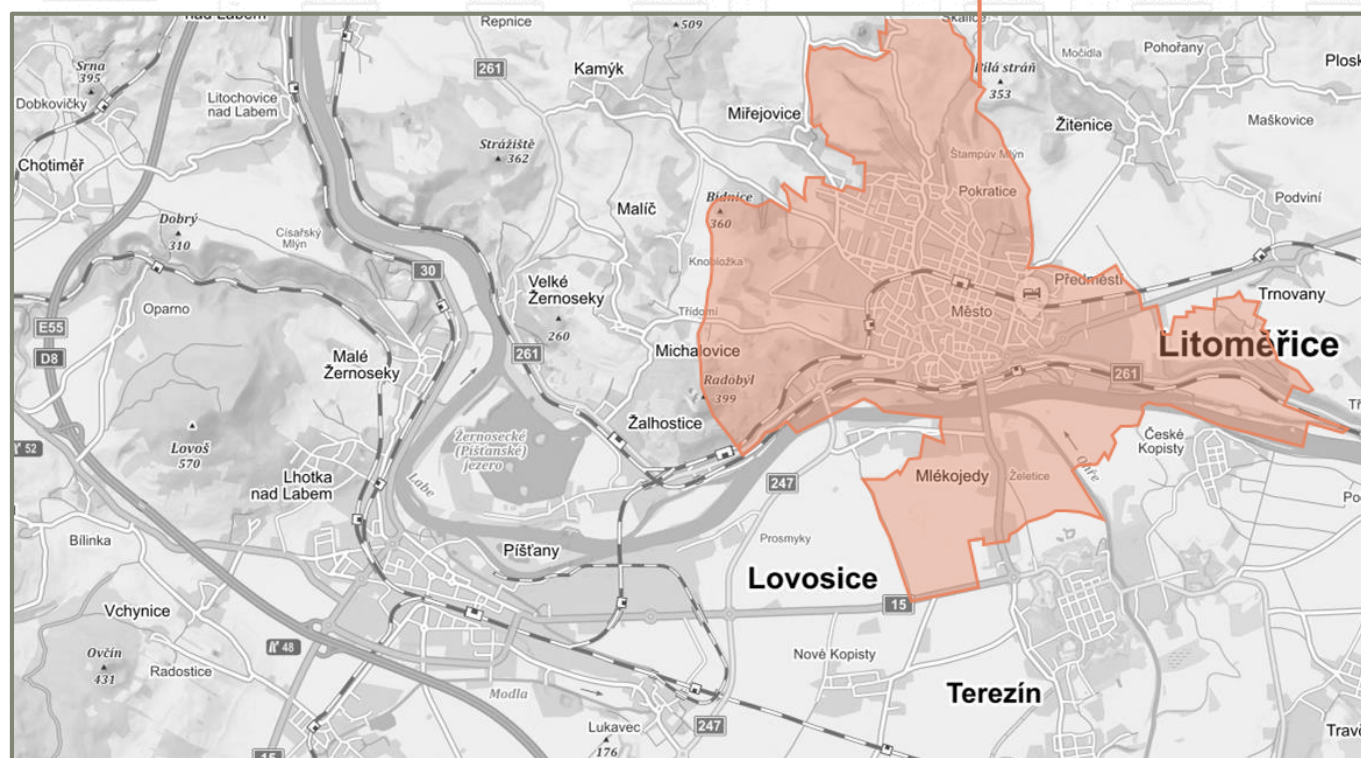 nad Labem
Řepnice
509
Skalice
Srna
395
261
Kamýk
Bílá stráň
353
Močidla
Pohořany
Plosk
Dobkovičky
Litochovice
nad Labem
Miřejovice
Žitenice
Maškovice
Chotiměř
Strážiště
362
Štampův Mlýn
Pokratice
Bídnice
360
Podviní
Dobrý
310
Císařský
Mlýn
Malíč
Knobložka
30
Velké
Žernoseky
260
Předměstí
Trnovany
Oparno
Třídomí
Město
E55
D8
Malé
Žernoseky
261
Michalovice
Litoměřice
Radobýl
399
261
Žalhostice
52
Lovoš
570
Žernosecké
(Píšťanské)
jezero
České
Kopisty
Lhotka
nad Labem
Labe
Mlékojedy
Želetice
Ohře
247
Bílinka
Píšťany
Prosmyky
Lovosice
15
Vchynice
48
Ovčín
431
Radostice
Nové Kopisty
Modla
Terezín
Lukavec
176
247
15
Travč